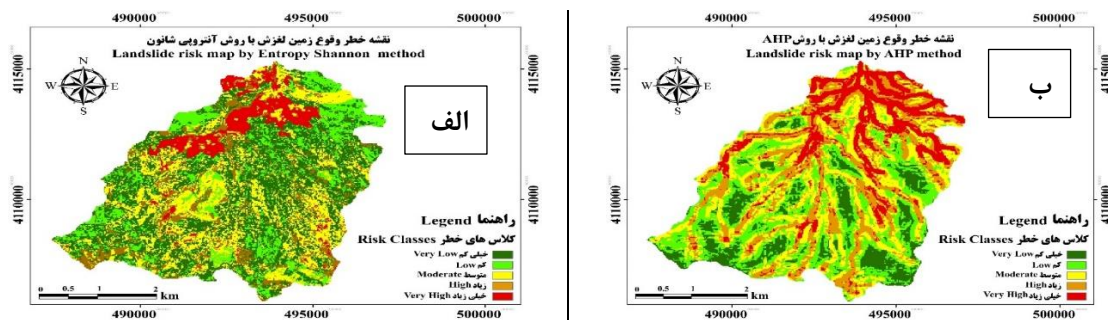 490000 495000 500000
نقشه خطر وقوع زمین لغزش با روش آنتروپی شانون
Landslide risk map by Entropy Shannon method
N
W E
S
4115000
4110000
الف
راهنما Legend
کلاس های خطر Risk Classes
خیلی کم Very Low
کم Low
متوسط Moderate
زیاد High
خیلی زیاد Very High
0 0.5 1 2
km
490000 495000 500000
490000 495000 500000
نقشه خطر وقوع زمین لغزش با روش AHP
Landslide risk map by AHP method
N
W E
S
4115000
4110000
ب
راهنما Legend
کلاس های خطر Risk Classes
خیلی کم Very Low
کم Low
متوسط Moderate
زیاد High
خیلی زیاد Very High
0 0.5 1 2
km
490000 495000 500000